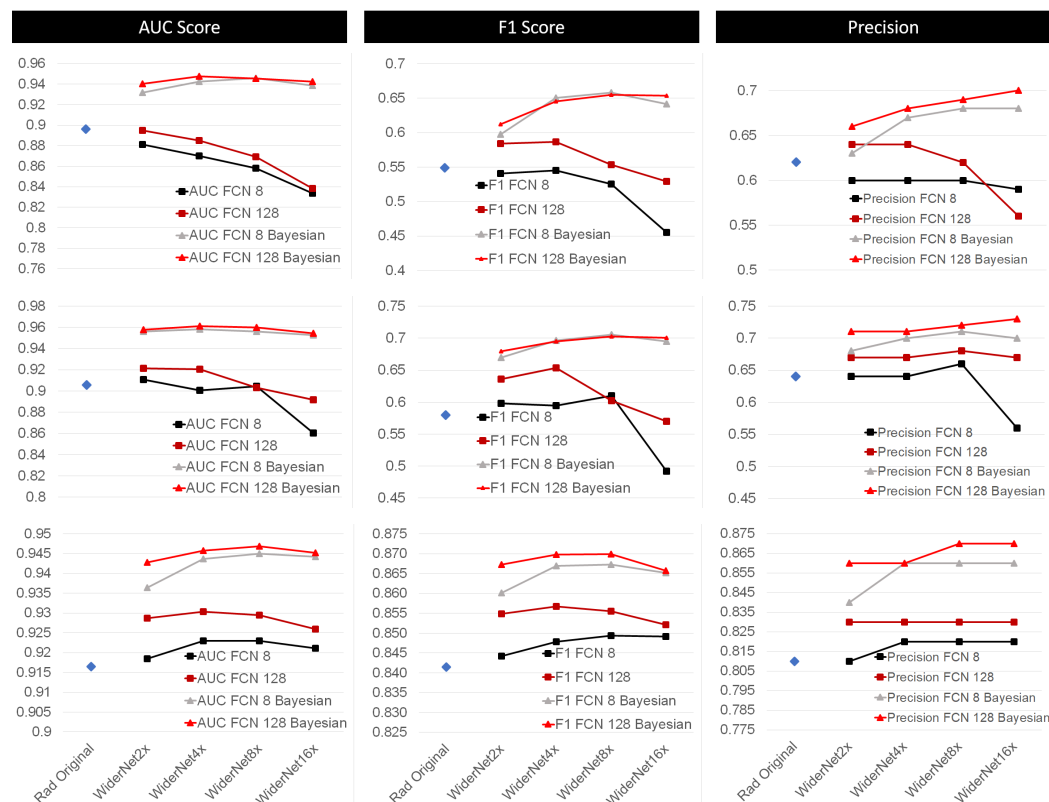 AUC Score
F1 Score
Precision
0.96
0.94
0.92
0.9
0.88
0.86
0.84
0.82
0.8
0.78
0.76
AUC FCN 8
AUC FCN 128
AUC FCN 8 Bayesian
AUC FCN 128 Bayesian
0.7
0.65
0.6
0.55
0.5
0.45
0.4
F1 FCN 8
F1 FCN 128
F1 FCN 8 Bayesian
F1 FCN 128 Bayesian
0.7
0.65
0.6
0.55
0.5
Precision FCN 8
Precision FCN 128
Precision FCN 8 Bayesian
Precision FCN 128 Bayesian
0.98
0.96
0.94
0.92
0.9
0.88
0.86
0.84
0.82
0.8
AUC FCN 8
AUC FCN 128
AUC FCN 8 Bayesian
AUC FCN 128 Bayesian
0.75
0.7
0.65
0.6
0.55
0.5
0.45
F1 FCN 8
F1 FCN 128
F1 FCN 8 Bayesian
F1 FCN 128 Bayesian
0.75
0.7
0.65
0.6
0.55
0.5
0.45
Precision FCN 8
Precision FCN 128
Precision FCN 8 Bayesian
Precision FCN 128 Bayesian
0.95
0.945
0.94
0.935
0.93
0.925
0.92
0.915
0.91
0.905
0.9
AUC FCN 8
AUC FCN 128
AUC FCN 8 Bayesian
AUC FCN 128 Bayesian
Rad Original
WiderNet2x
WiderNet4x
WiderNet8x
WiderNet16x
0.875
0.870
0.865
0.860
0.855
0.850
0.845
0.840
0.835
0.830
0.825
F1 FCN 8
F1 FCN 128
F1 FCN 8 Bayesian
F1 FCN 128 Bayesian
Rad Original
WiderNet2x
WiderNet4x
WiderNet8x
WiderNet16x
0.875
0.865
0.855
0.845
0.835
0.825
0.815
0.805
0.795
0.785
0.775
Precision FCN 8
Precision FCN 128
Precision FCN 8 Bayesian
Precision FCN 128 Bayesian
Rad Original
WiderNet2x
WiderNet4x
WiderNet8x
WiderNet16x